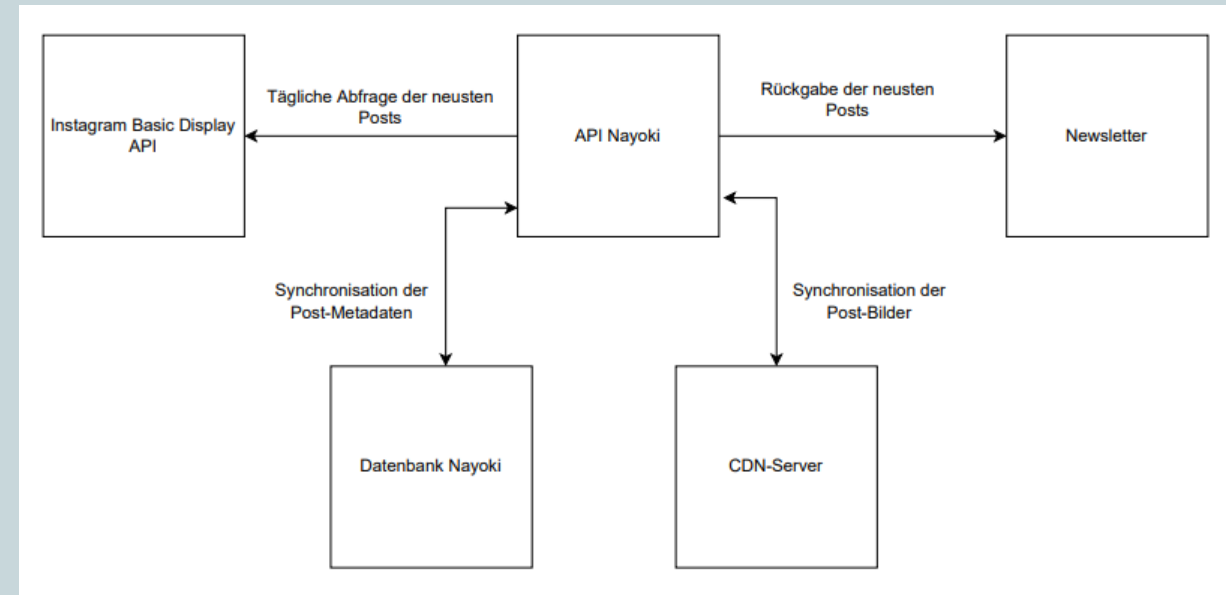 Instagram Basic Display
API
Tägliche Abfrage der neusten
Posts
API Nayoki
Rückgabe der neusten
Posts
Newsletter
Synchronisation der
Post-Metadaten
Synchronisation der
Post-Bilder
Datenbank Nayoki
CDN-Server